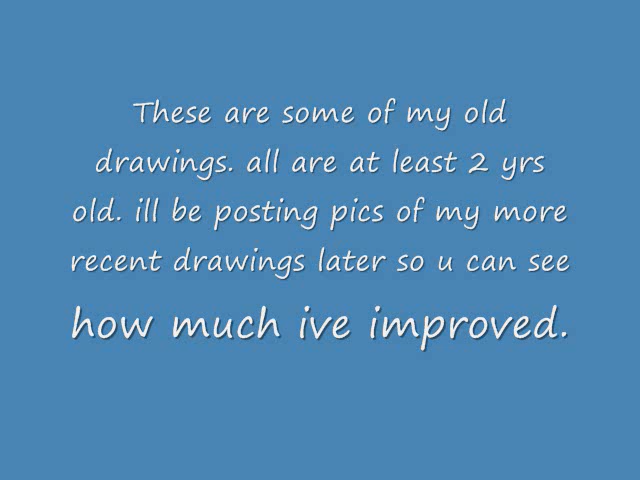 These are some of my old
drawings. all are at least 2 yrs
old. ill be posting pics of my more
recent drawings later so u can see
how much ive improved.